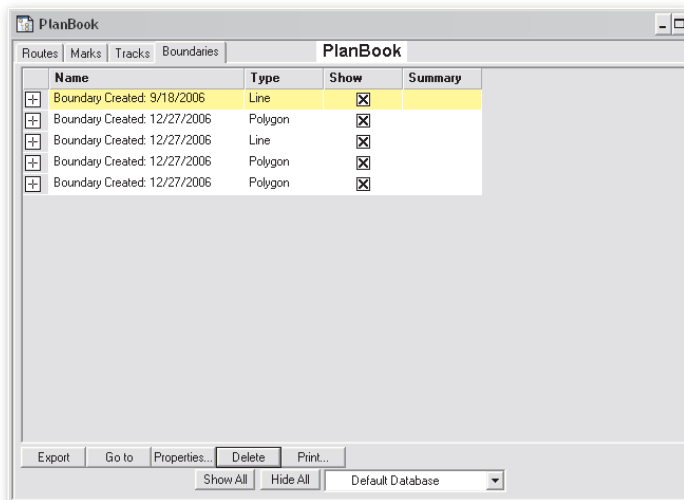 PlanBook
Routes Marks Tracks Boundaries PlanBook
Name Type Show Summary
Boundary Created: 9/18/2006 Line
Boundary Created: 12/27/2006 Polygon
Boundary Created: 12/27/2006 Line
Boundary Created: 12/27/2006 Polygon
Boundary Created: 12/27/2006 Polygon
Export Go to Properties... Delete Print...
Show All Hide All Default Database